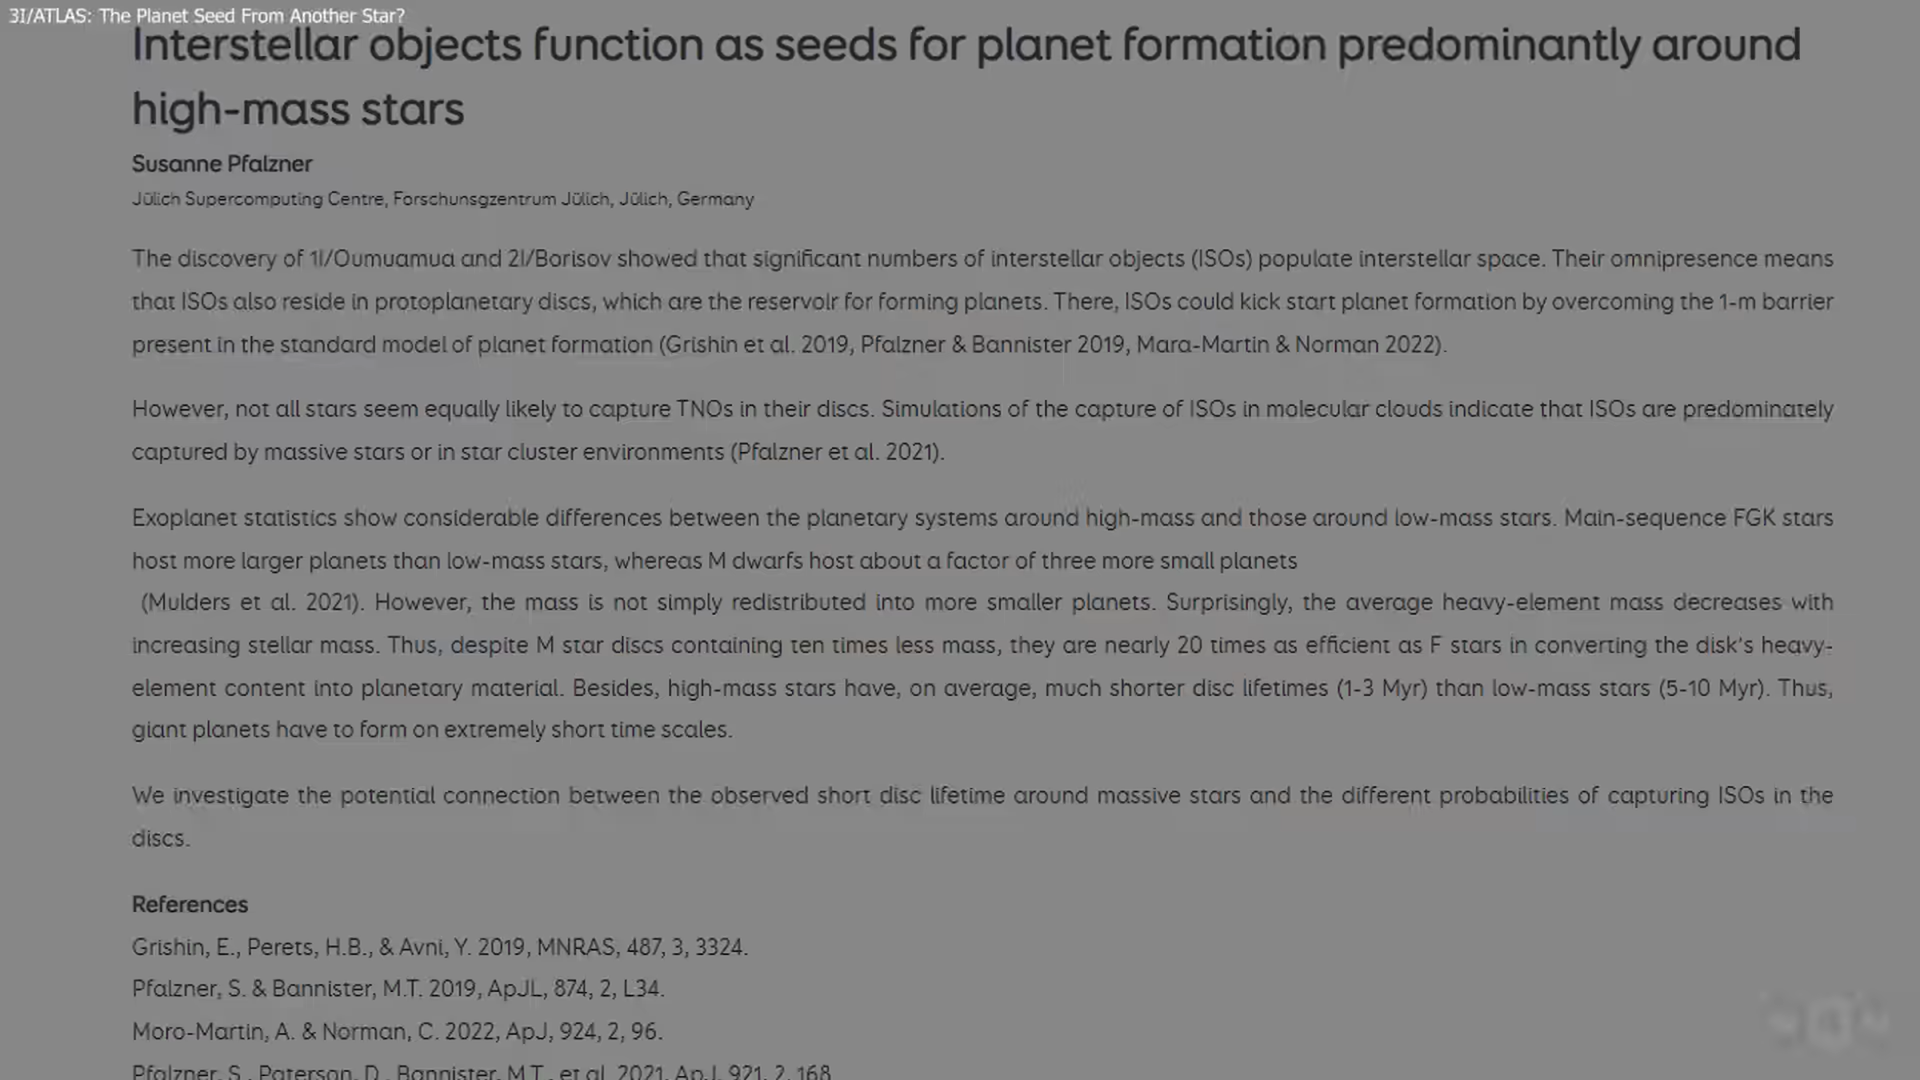 3I/ATLAS: The Planet Seed From Another Star?
Interstellar objects function as seeds for planet formation predominantly around
high-mass stars
Susanne Pfalzner
Jülich Supercomputing Centre, Forschunsgzentrum Jülich, Jülich, Germany
The discovery of 1I/Oumuamua and 2I/Borisov showed that significant numbers of interstellar objects (ISOs) populate interstellar space. Their omnipresence means
that ISOs also reside in protoplanetary discs, which are the reservoir for forming planets. There, ISOs could kick start planet formation by overcoming the 1-m barrier
present in the standard model of planet formation (Grishin et al. 2019, Pfalzner & Bannister 2019, Mara-Martin & Norman 2022).
However, not all stars seem equally likely to capture TNOs in their discs. Simulations of the capture of ISOs in molecular clouds indicate that ISOs are predominately
captured by massive stars or in star cluster environments (Pfalzner et al. 2021).
Exoplanet statistics show considerable differences between the planetary systems around high-mass and those around low-mass stars. Main-sequence FGK stars
host more larger planets than low-mass stars, whereas M dwarfs host about a factor of three more small planets
(Mulders et al. 2021). However, the mass is not simply redistributed into more smaller planets. Surprisingly, the average heavy-element mass decreases with
increasing stellar mass. Thus, despite M star discs containing ten times less mass, they are nearly 20 times as efficient as F stars in converting the disk's heavy-
element content into planetary material. Besides, high-mass stars have, on average, much shorter disc lifetimes (1-3 Myr) than low-mass stars (5-10 Myr). Thus,
giant planets have to form on extremely short time scales.
We investigate the potential connection between the observed short disc lifetime around massive stars and the different probabilities of capturing ISOs in the
discs.
References
Grishin, E., Perets, H.B., & Avni, Y. 2019, MNRAS, 487, 3, 3324.
Pfalzner, S. & Bannister, M.T. 2019, ApJL, 874, 2, L34.
Moro-Martin, A. & Norman, C. 2022, ApJ, 924, 2, 96.
Pfalzner, S., Paterson, D., Bannister, M.T., et al. 2021, ApJ, 921, 2, 168